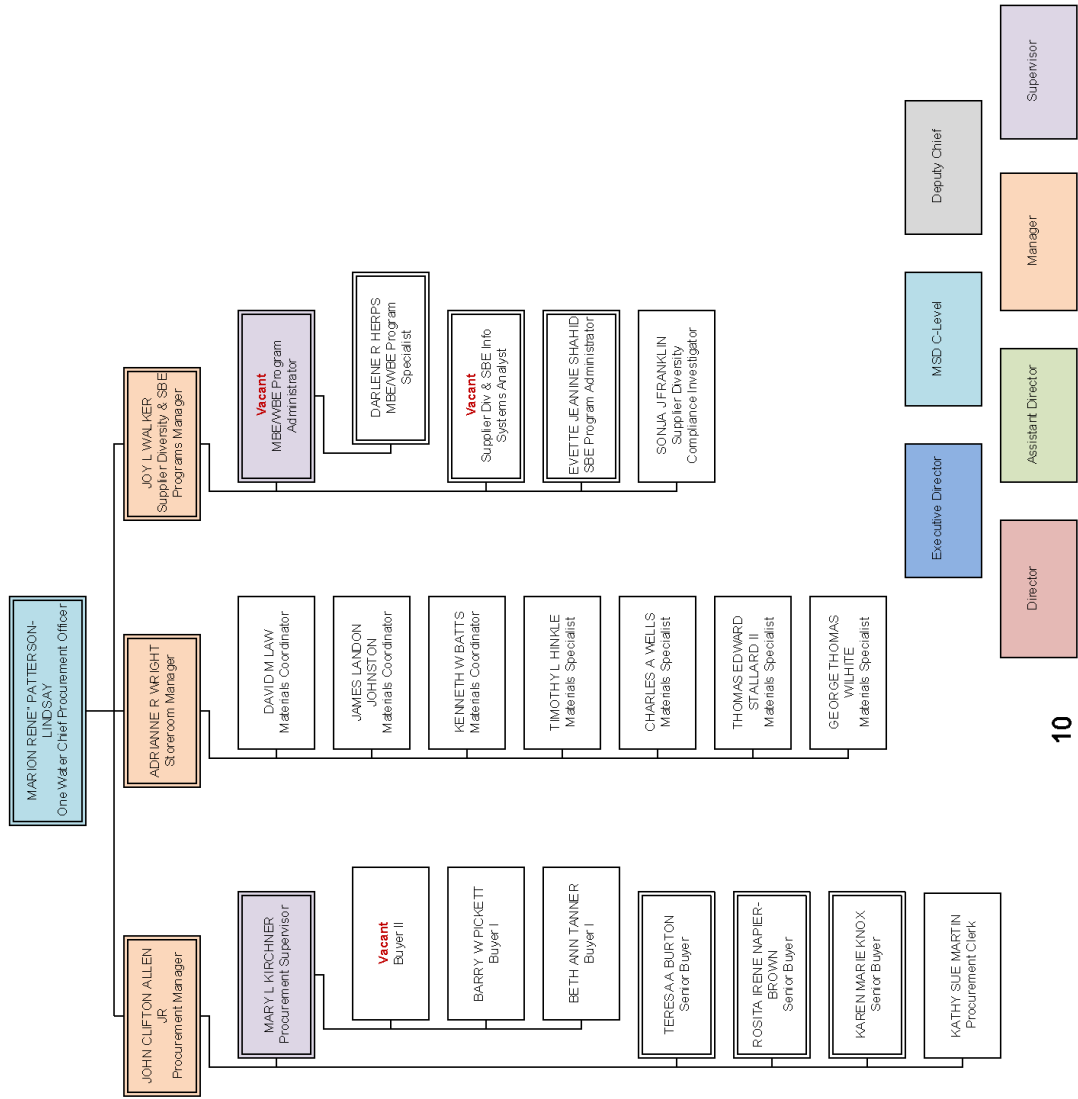 MARION RENE' PATTERSON-
LINDSAY
One Water Chief Procurement Officer
JOHN CLIFTON ALLEN
JR
Procurement Manager
MARY L KIRCHNER
Procurement Supervisor
Vacant
Buyer II
BARRY W PICKETT
Buyer I
BETH ANN TANNER
Buyer I
TERESA A BURTON
Senior Buyer
ROSITA IRENE NAPIER-
BROWN
Senior Buyer
KAREN MARIE KNOX
Senior Buyer
KATHY SUE MARTIN
Procurement Clerk
ADRIANNE R WRIGHT
Storeroom Manager
DAVID M LAW
Materials Coordinator
JAMES LANDON
JOHNSTON
Materials Coordinator
KENNETH W BATTS
Materials Coordinator
TIMOTHY L HINKLE
Materials Specialist
CHARLES A WELLS
Materials Specialist
THOMAS EDWARD
STALLARD II
Materials Specialist
GEORGE THOMAS
WILHITE
Materials Specialist
JOY L WALKER
Supplier Diversity & SBE
Programs Manager
Vacant
MBE/WBE Program
Administrator
DARLENE R HERPS
MBE/WBE Program
Specialist
Vacant
Supplier Div & SBE Info
Systems Analyst
EVETTE JEANINE SHAHID
SBE Program Administrator
SONJA J FRANKLIN
Supplier Diversity
Compliance Investigator
Executive Director
MSD C-Level
Deputy Chief
Director
Assistant Director
Manager
Supervisor
10